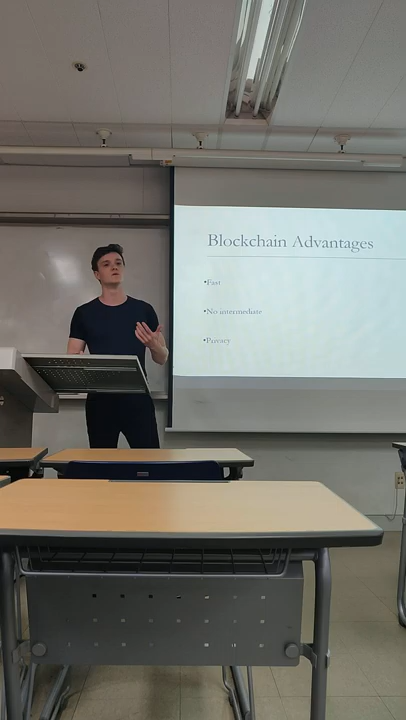 Blockchain Advantages
•Fast
•No intermediate
•Privacy